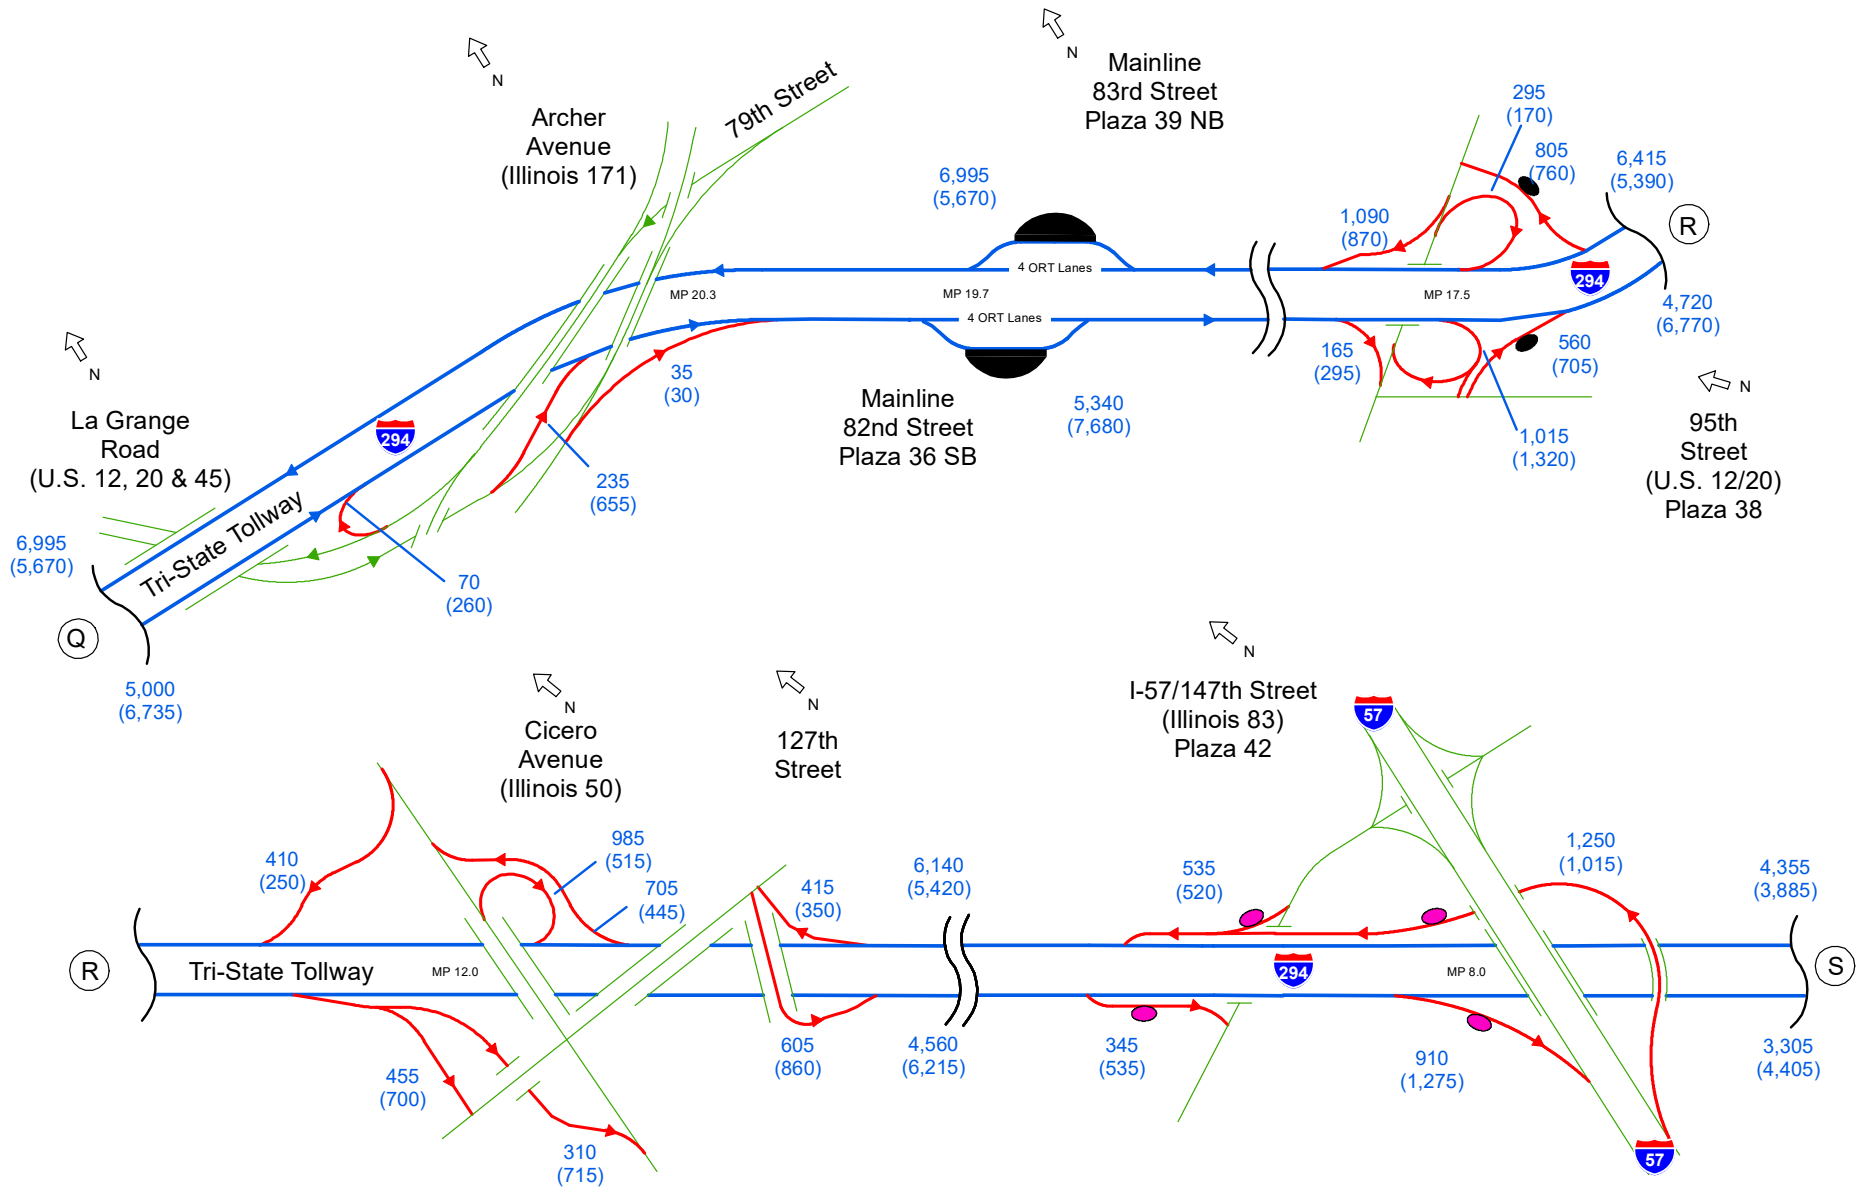 N
Archer
Avenue
(Illinois 171)
79th Street
N
Mainline
83rd Street
Plaza 39 NB
6,995
(5,670)
4 ORT Lanes
MP 20.3
MP 19.7
4 ORT Lanes
MP 17.5
1,090
(870)
295
(170)
805
(760)
6,415
(5,390)
R
294
4,720
(6,770)
165
(295)
560
(705)
1,015
(1,320)
N
95th
Street
(U.S. 12/20)
Plaza 38
5,340
(7,680)
Mainline
82nd Street
Plaza 36 SB
35
(30)
235
(655)
N
La Grange
Road
(U.S. 12, 20 & 45)
294
Tri-State Tollway
6,995
(5,670)
70
(260)
Q
5,000
(6,735)
N
Cicero
Avenue
(Illinois 50)
N
127th
Street
N
I-57/147th Street
(Illinois 83)
Plaza 42
57
410
(250)
985
(515)
705
(445)
415
(350)
6,140
(5,420)
535
(520)
1,250
(1,015)
4,355
(3,885)
R
Tri-State Tollway
MP 12.0
294
MP 8.0
S
455
(700)
310
(715)
605
(860)
4,560
(6,215)
345
(535)
910
(1,275)
3,305
(4,405)
57